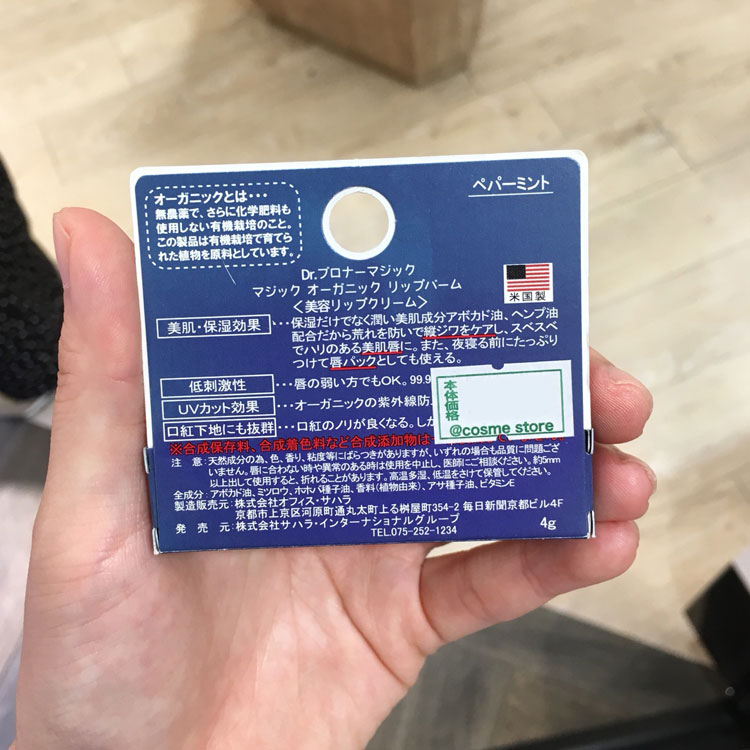 ペパーミント
オーガニックとは・・・
無農薬で、さらに化学肥料も
使用しない有機栽培のこと。
この製品は有機栽培で育てら
れた植物を原料としています。
Dr.ブロナーマジック
マジック オーガニック リップバーム
〈美容リップクリーム〉
米国製
美肌・保湿効果・・・保湿だけでなく潤い美肌成分アボカド油、ヘンプ油
配合だから荒れを防いで縦ジワをケアし、スベスベ
でハリのある美肌唇に。また、夜寝る前にたっぷり
つけて唇パックとしても使える。
低刺激性・・・唇の弱い方でもOK。99.9
UVカット効果・・・オーガニックの紫外線防
口紅下地にも抜群・・・口紅のノリが良くなる。し
本体価格
@cosme store
※合成保存料、合成着色料など合成添加物は
注 意:天然成分の為、色、香り、粘度等にばらつきがありますが、いずれの場合も品質に問題ござ
いません。唇に合わない時や異常のある時は使用を中止し、医師にご相談ください。約5mm
以上出して使用すると、折れることがあります。高温多湿、低温をさけて保管してください。
全成分:アボカド油、ミツロウ、ホホバ種子油、香料(植物由来)、アサ種子油、ビタミンE
製造販売元:株式会社オフィス・サハラ
京都市上京区河原町通丸太町上る桝屋町354-2 毎日新聞京都ビル4F
発 売 元:株式会社サハラ・インターナショナルグループ
TEL.075-252-1234
4g